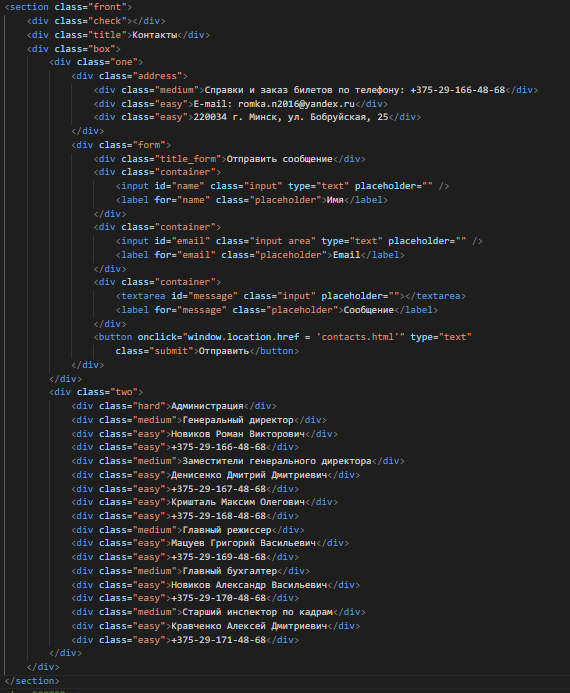 <section class="front">
<div class="check"></div>
<div class="title">Контакты</div>
<div class="box">
<div class="one">
<div class="address">
<div class="medium">Справки и заказ билетов по телефону: +375-29-166-48-68</div>
<div class="easy">E-mail: romka.n2016@yandex.ru</div>
<div class="easy">220034 г. Минск, ул. Бобруйская, 25</div>
</div>
<div class="form">
<div class="title_form">Отправить сообщение</div>
<div class="container">
<input id="name" class="input" type="text" placeholder="" />
<label for="name" class="placeholder">Имя</label>
</div>
<div class="container">
<input id="email" class="input area" type="text" placeholder="" />
<label for="email" class="placeholder">Email</label>
</div>
<div class="container">
<textarea id="message" class="input" placeholder=""></textarea>
<label for="message" class="placeholder">Сообщение</label>
</div>
<button onclick="window.location.href = 'contacts.html'" type="text"
class="submit">Отправить</button>
</div>
</div>
<div class="two">
<div class="hard">Администрация</div>
<div class="medium">Генеральный директор</div>
<div class="easy">Новиков Роман Викторович</div>
<div class="easy">+375-29-166-48-68</div>
<div class="medium">Заместители генерального директора</div>
<div class="easy">Денисенко Дмитрий Дмитриевич</div>
<div class="easy">+375-29-167-48-68</div>
<div class="easy">Кришталь Максим Олегович</div>
<div class="easy">+375-29-168-48-68</div>
<div class="medium">Главный режиссер</div>
<div class="easy">Мацуев Григорий Васильевич</div>
<div class="easy">+375-29-169-48-68</div>
<div class="medium">Главный бухгалтер</div>
<div class="easy">Новиков Александр Васильевич</div>
<div class="easy">+375-29-170-48-68</div>
<div class="medium">Старший инспектор по кадрам</div>
<div class="easy">Кравченко Алексей Дмитриевич</div>
<div class="easy">+375-29-171-48-68</div>
</div>
</div>
</section>